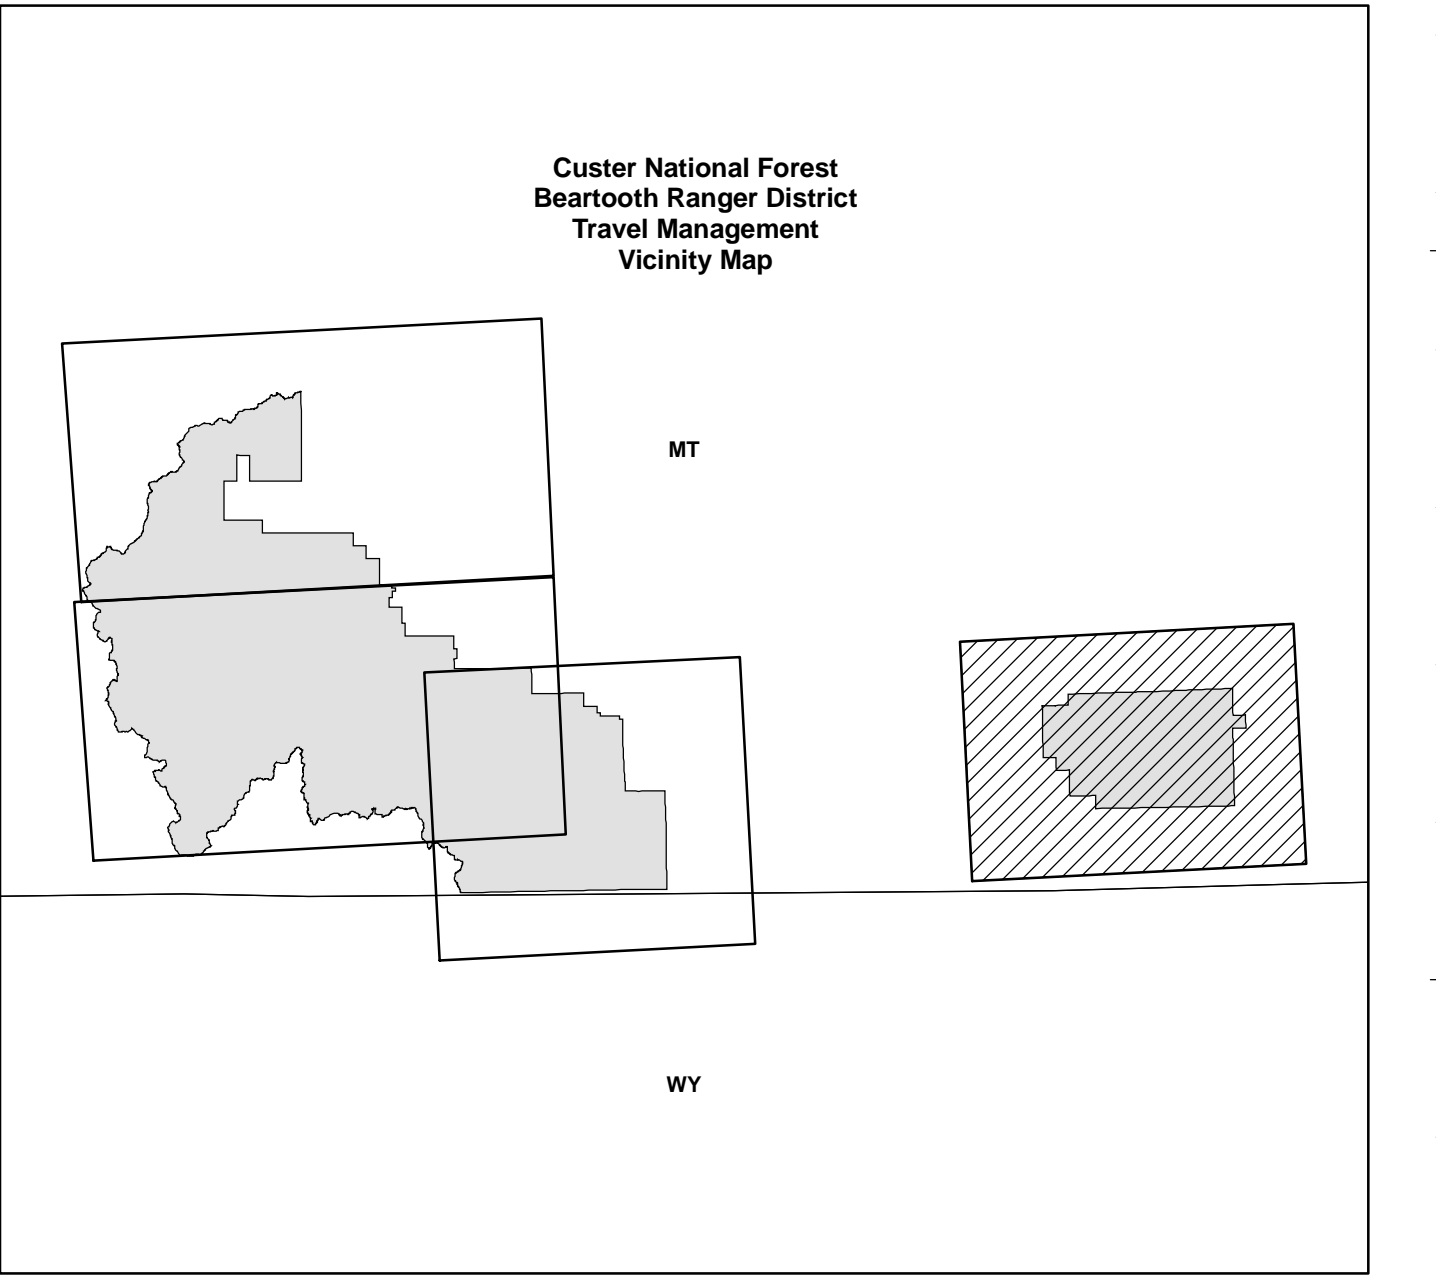 Custer National Forest
Beartooth Ranger District
Travel Management
Vicinity Map
MT
WY